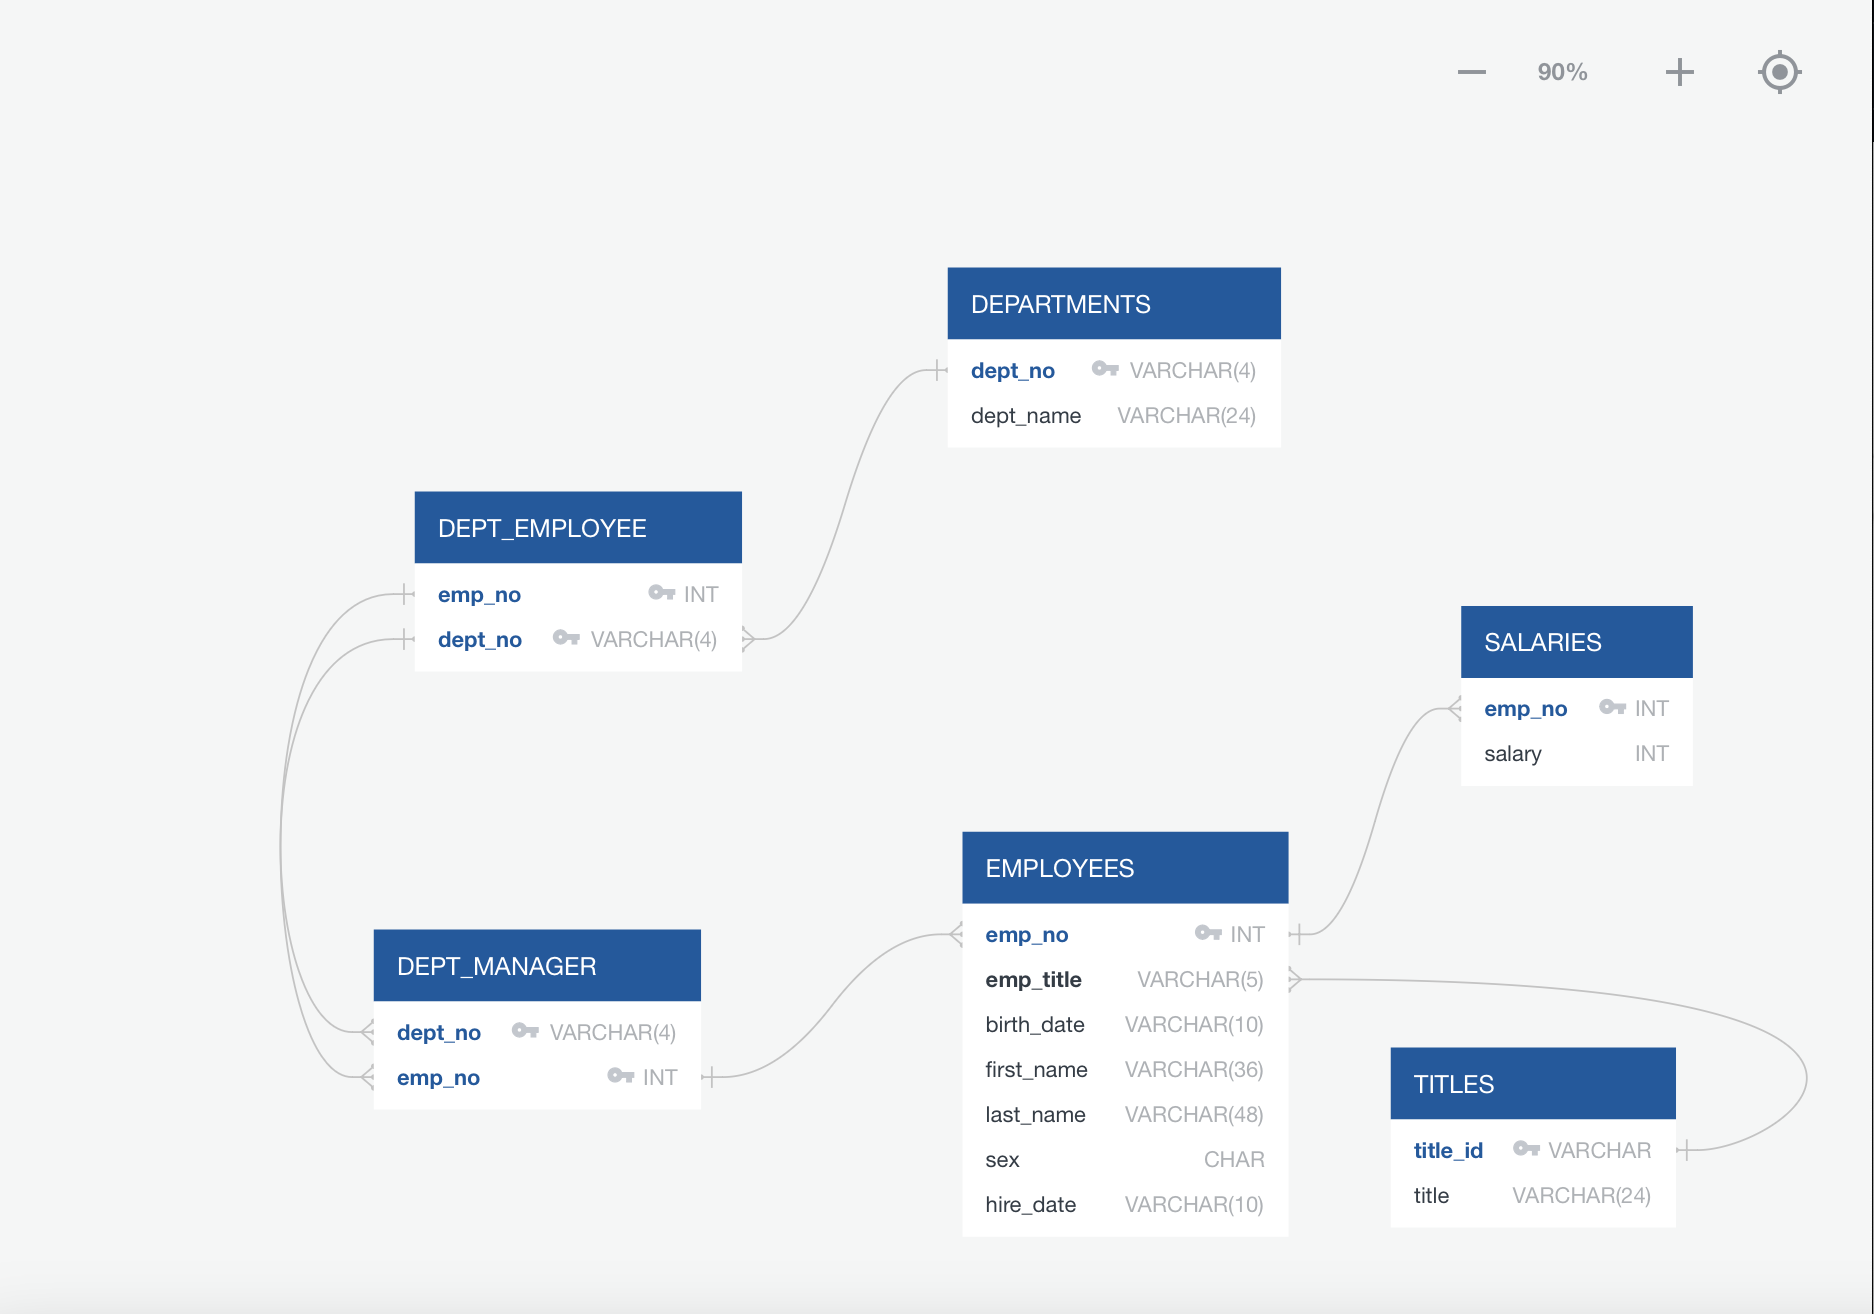 90%
DEPARTMENTS
dept_no VARCHAR(4)
dept_name VARCHAR(24)
DEPT_EMPLOYEE
emp_no INT
dept_no VARCHAR(4)
SALARIES
emp_no INT
salary INT
EMPLOYEES
emp_no INT
emp_title VARCHAR(5)
birth_date VARCHAR(10)
first_name VARCHAR(36)
last_name VARCHAR(48)
sex CHAR
hire_date VARCHAR(10)
DEPT_MANAGER
dept_no VARCHAR(4)
emp_no INT
TITLES
title_id VARCHAR
title VARCHAR(24)